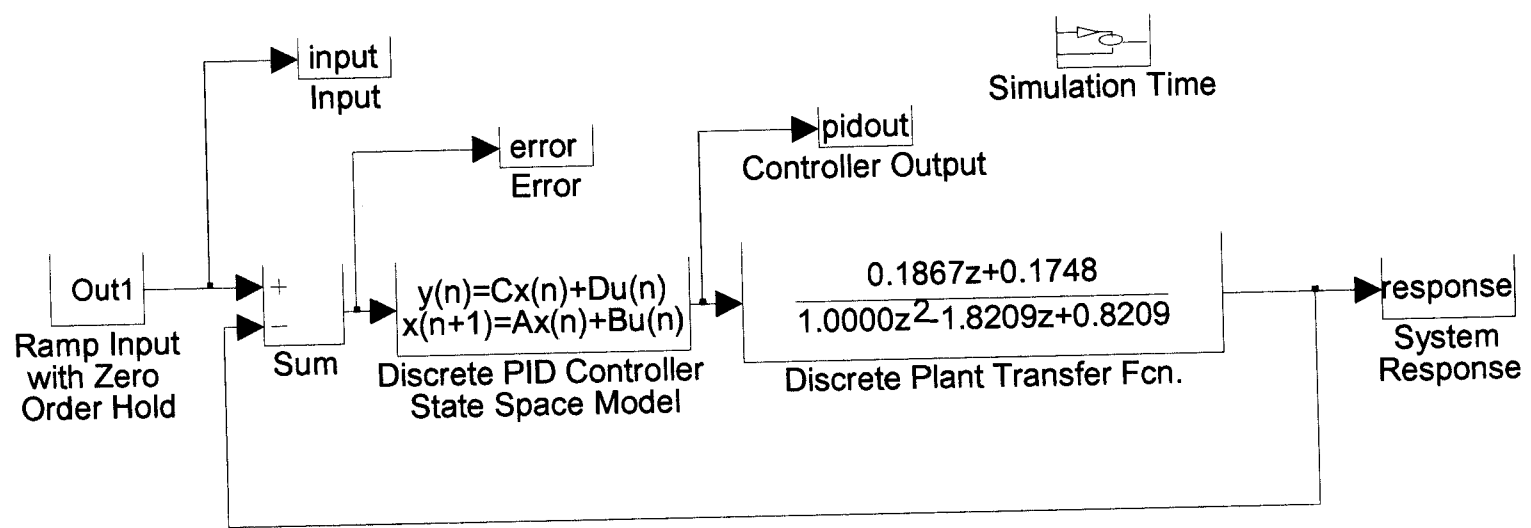 input
Input
Simulation Time
error
Error
pidout
Controller Output
Out1
Ramp Input
with Zero
Order Hold
+
−
Sum
y(n)=Cx(n)+Du(n)
x(n+1)=Ax(n)+Bu(n)
Discrete PID Controller
State Space Model
0.1867z+0.1748
1.0000z²-1.8209z+0.8209
Discrete Plant Transfer Fcn.
response
System
Response